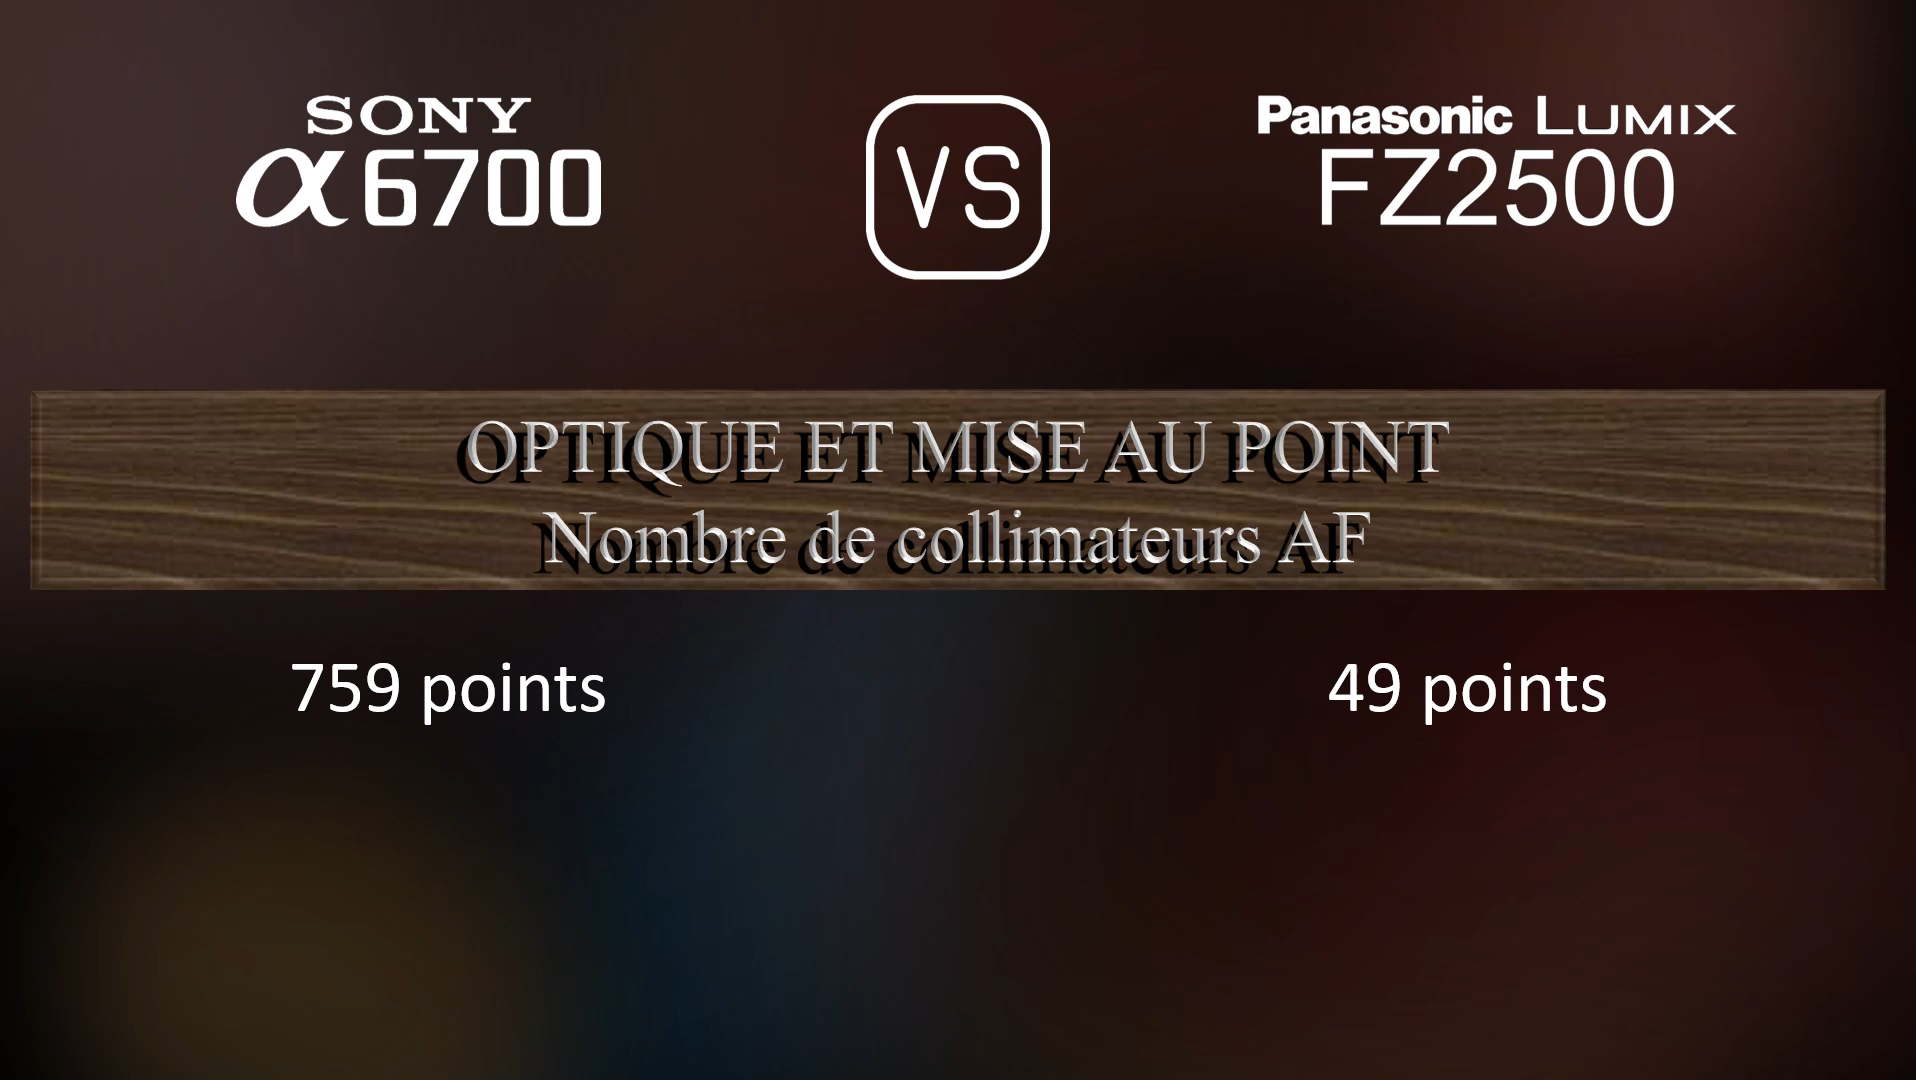 SONY
α6700
VS
Panasonic LUMIX
FZ2500
OPTIQUE ET MISE AU POINT
Nombre de collimateurs AF
759 points
49 points